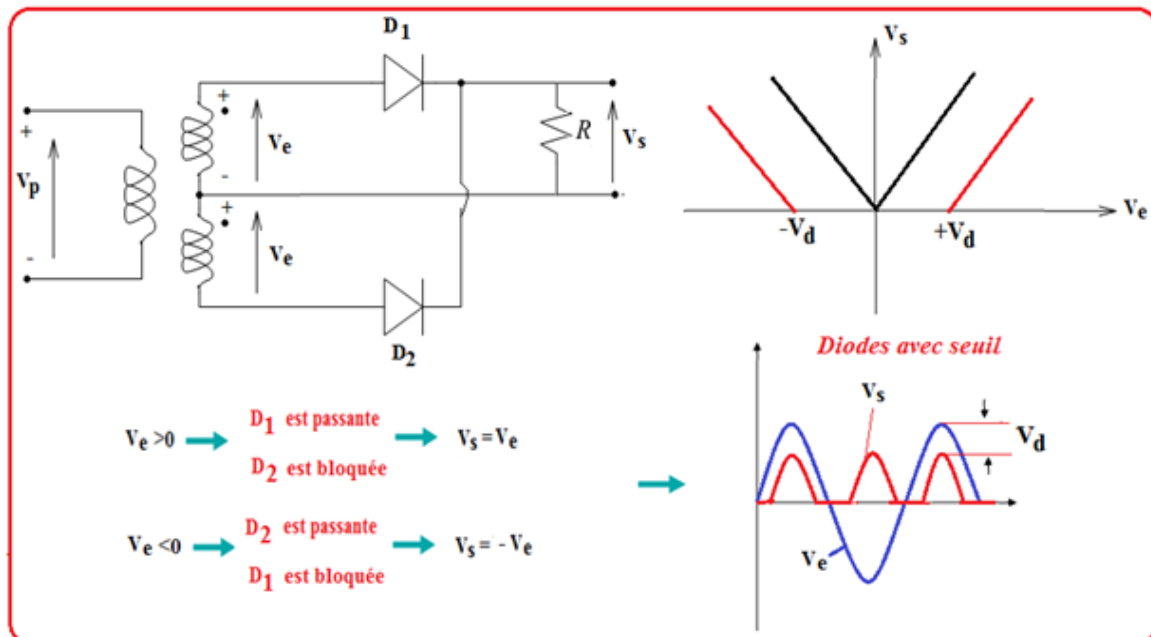 D1
+
Vp
-
+
Ve
-
+
Ve
R
Vs
-
D2
Vs
-Vd
+Vd
Ve
Diodes avec seuil
Vs
Vd
Ve
Ve >0
D1 est passante
D2 est bloquée
Vs = Ve
Ve <0
D2 est passante
D1 est bloquée
Vs = - Ve